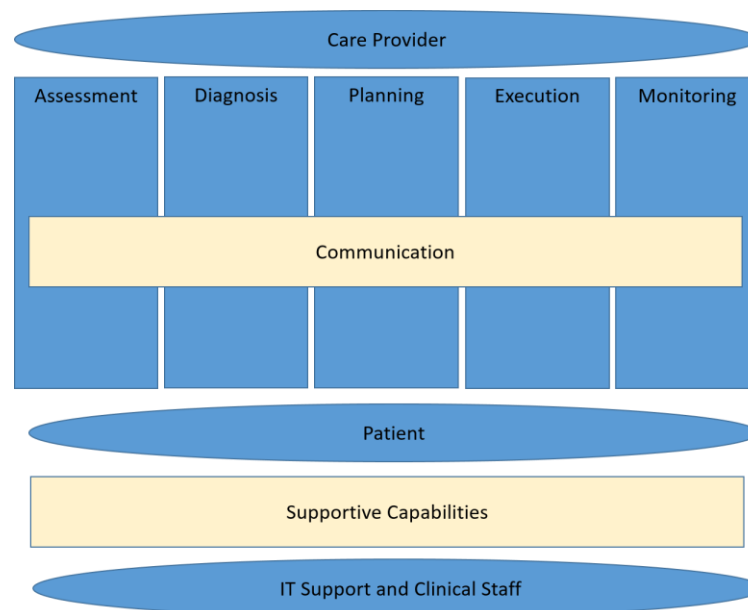 Care Provider
Assessment
Diagnosis
Planning
Execution
Monitoring
Communication
Patient
Supportive Capabilities
IT Support and Clinical Staff